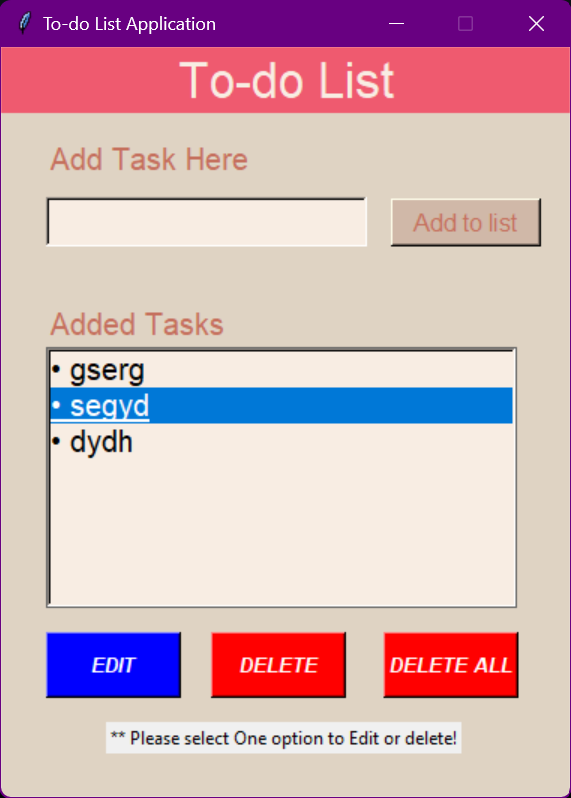 To-do List Application
To-do List
Add Task Here
Add to list
Added Tasks
• gserg
• segyd
• dydh
EDIT DELETE DELETE ALL
** Please select One option to Edit or delete!